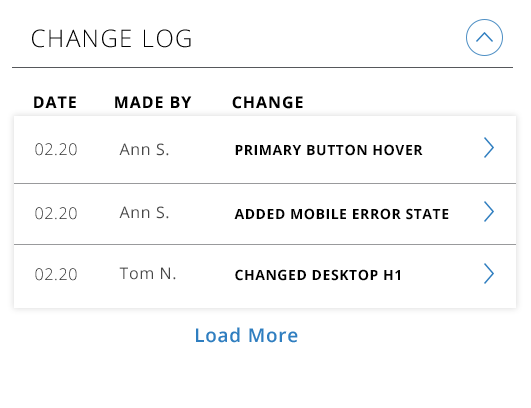 CHANGE LOG
DATE MADE BY CHANGE
02.20 Ann S. PRIMARY BUTTON HOVER
02.20 Ann S. ADDED MOBILE ERROR STATE
02.20 Tom N. CHANGED DESKTOP H1
Load More